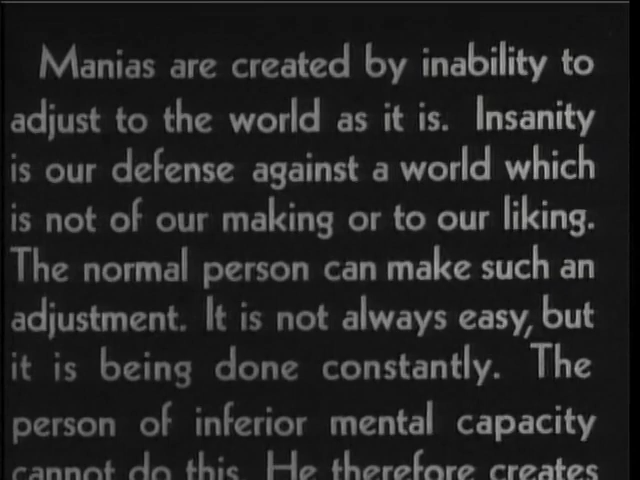 Manias are created by inability to
adjust to the world as it is. Insanity
is our defense against a world which
is not of our making or to our liking.
The normal person can make such an
adjustment. It is not always easy, but
it is being done constantly. The
person of inferior mental capacity
cannot do this. He therefore creates